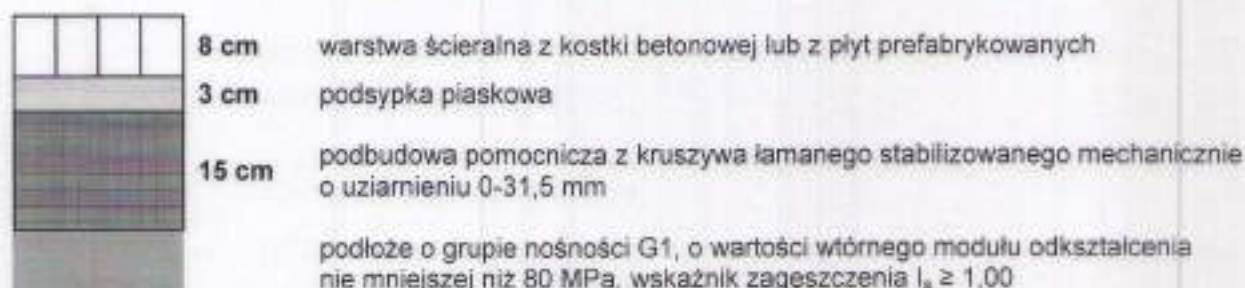 8 cm warstwa ścieralna z kostki betonowej lub z płyt prefabrykowanych
3 cm podsypka piaskowa
15 cm podbudowa pomocnicza z kruszywa łamanego stabilizowanego mechanicznie
o uziarnieniu 0-31,5 mm
podłoże o grupie nośności G1, o wartości wtórnego modułu odkształcenia
nie mniejszej niż 80 MPa, wskaźnik zagęszczenia Iₛ ≥ 1,00